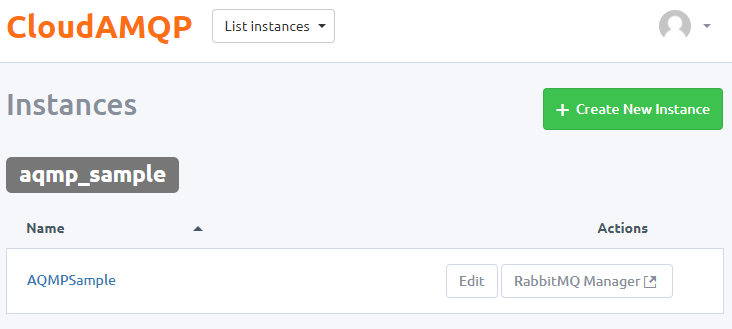 CloudAMQP List instances
Instances
+ Create New Instance
aqmp_sample
Name Actions
AQMPSample Edit RabbitMQ Manager